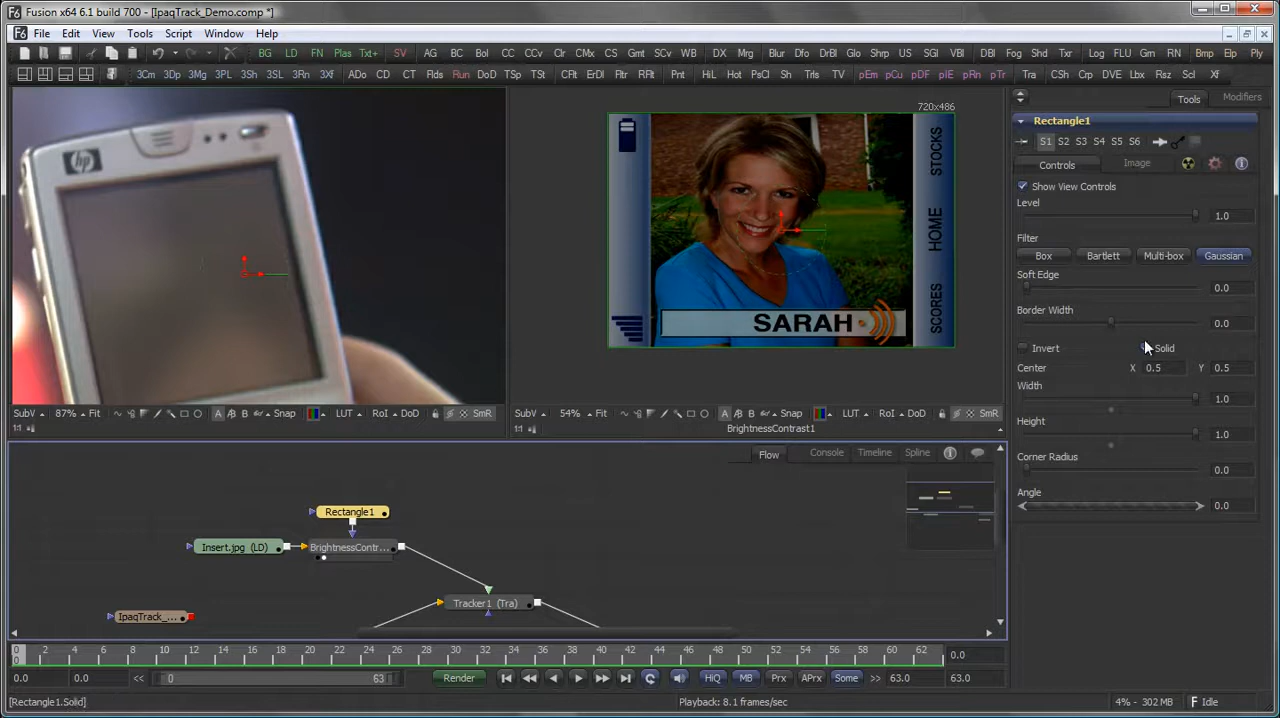 Fusion x64 6.1 build 700 - [IpaqTrack_Demo.comp *]
File Edit View Tools Script Window Help
BG LD FN Plas Txt+ SV AG BC Bol CC CCv Clr CMx CS Gmt SCv WB DX Mrg Blur Dfo DrBl Glo Shrp US SGl VBl DBl Fog Shd Txr Log FLU Grn RN Bmp Elp Ply
3Cm 3Dp 3Mg 3PL 3Sh 3SL 3Rn 3Xf ADo CD CT Flds Run DoD TSp TSt CFlt ErDl Fltr RFlt Pnt HiL Hot PsCl Sh Trls TV pEm pCu pDF pIE pRn pTr Tra CSh Crp DVE Lbx Rsz Scl Xf
Tools Modifiers
720x486
hp
STOCKS
HOME
SCORES
SARAH
Rectangle1
S1 S2 S3 S4 S5 S6
Controls Image
Show View Controls
Level 1.0
Filter
Box Bartlett Multi-box Gaussian
Soft Edge 0.0
Border Width 0.0
Invert Solid
Center X 0.5 Y 0.5
Width 1.0
Height 1.0
Corner Radius 0.0
Angle 0.0
SubV 87% Fit A Snap LUT RoI DoD SmR
1:1
SubV 54% Fit A Snap LUT RoI DoD SmR
1:1 BrightnessContrast1
Flow Console Timeline Spline
Rectangle1
Insert.jpg (LD)
BrightnessContr...
Tracker1 (Tra)
IpaqTrack_...
0 2 4 6 8 10 12 14 16 18 20 22 24 26 28 30 32 34 36 38 40 42 44 46 48 50 52 54 56 58 60 62
0
0.0
0.0 0.0 << 0 63 Render HiQ MB Prx APrx Some >> 63.0 63.0
[Rectangle1.Solid] Playback: 8.1 frames/sec 4% - 302 MB Idle